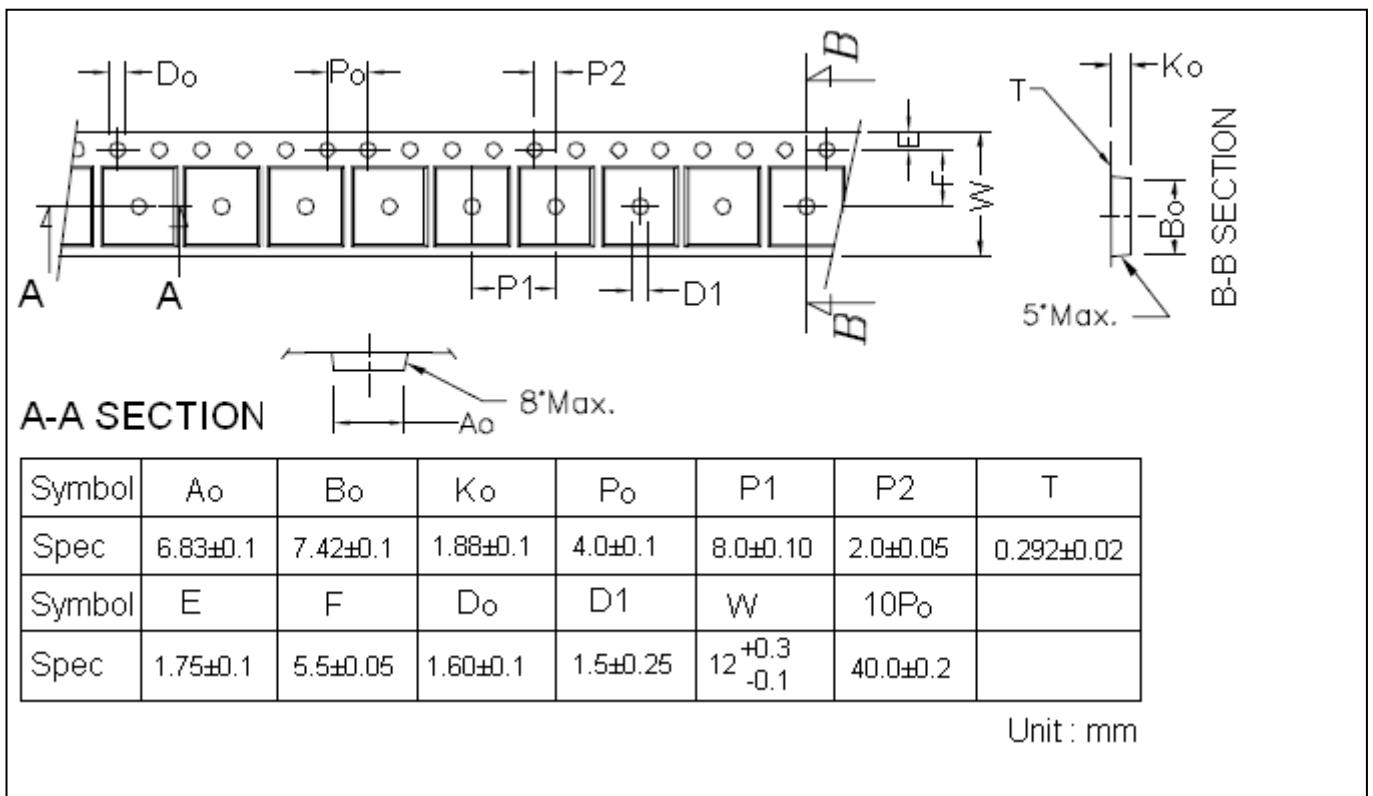 Do Po P2 B Ko
T
E
F
W
Bo
B-B SECTION
A A P1 D1 B
5°Max.
8°Max.
A-A SECTION Ao
Symbol Ao Bo Ko Po P1 P2 T
Spec 6.83±0.1 7.42±0.1 1.88±0.1 4.0±0.1 8.0±0.10 2.0±0.05 0.292±0.02
Symbol E F Do D1 W 10Po
Spec 1.75±0.1 5.5±0.05 1.60±0.1 1.5±0.25 12 +0.3 -0.1 40.0±0.2
Unit : mm